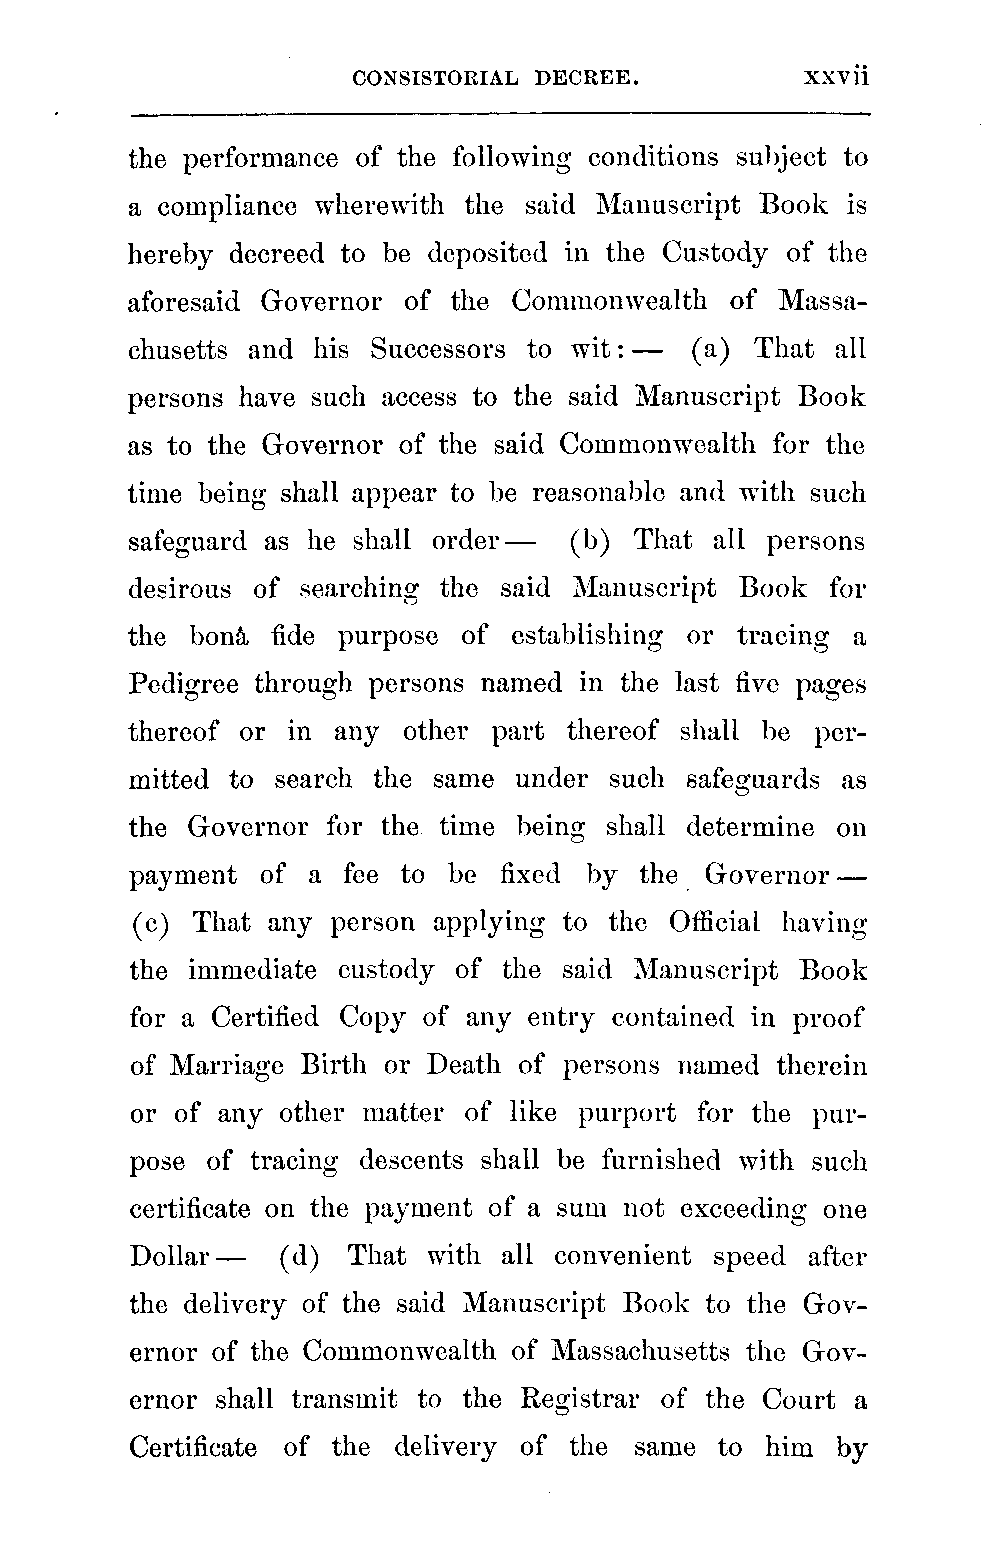 CONSISTORIAL DECREE. xxvii
the performance of the following conditions subject to
a compliance wherewith the said Manuscript Book is
hereby decreed to be deposited in the Custody of the
aforesaid Governor of the Commonwealth of Massa-
chusetts and his Successors to wit: — (a) That all
persons have such access to the said Manuscript Book
as to the Governor of the said Commonwealth for the
time being shall appear to be reasonable and with such
safeguard as he shall order — (b) That all persons
desirous of searching the said Manuscript Book for
the bonâ fide purpose of establishing or tracing a
Pedigree through persons named in the last five pages
thereof or in any other part thereof shall be per-
mitted to search the same under such safeguards as
the Governor for the time being shall determine on
payment of a fee to be fixed by the Governor —
(c) That any person applying to the Official having
the immediate custody of the said Manuscript Book
for a Certified Copy of any entry contained in proof
of Marriage Birth or Death of persons named therein
or of any other matter of like purport for the pur-
pose of tracing descents shall be furnished with such
certificate on the payment of a sum not exceeding one
Dollar — (d) That with all convenient speed after
the delivery of the said Manuscript Book to the Gov-
ernor of the Commonwealth of Massachusetts the Gov-
ernor shall transmit to the Registrar of the Court a
Certificate of the delivery of the same to him by